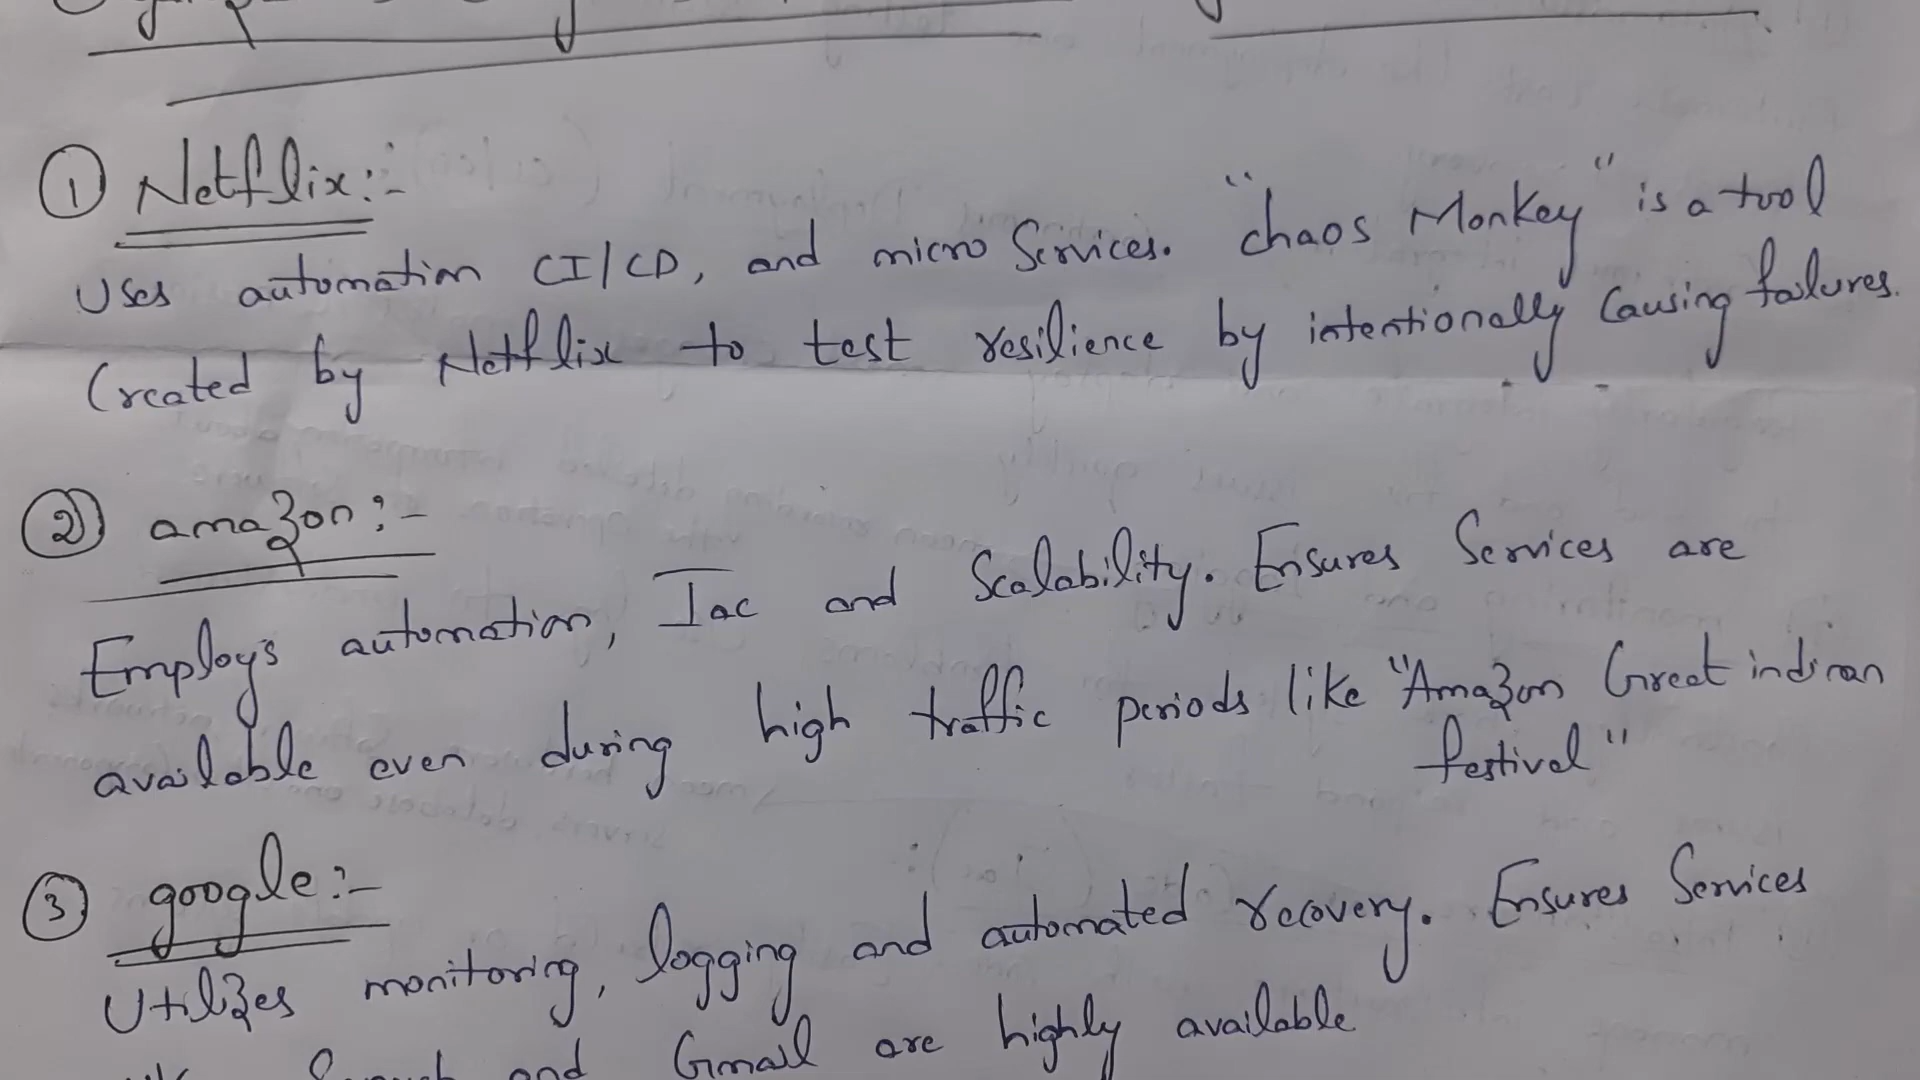 ① Netflix:-
Uses automation CI/CD, and micro Services. "chaos Monkey" is a tool
Created by Netflix to test resilience by intentionally Causing failures.
② amazon:-
Employs automation, Iac and Scalability. Ensures Services are
available even during high traffic periods like "Amazon Great indian
festival"
③ google:-
Utilizes monitoring, logging and automated recovery. Ensures Services
and Gmail are highly available